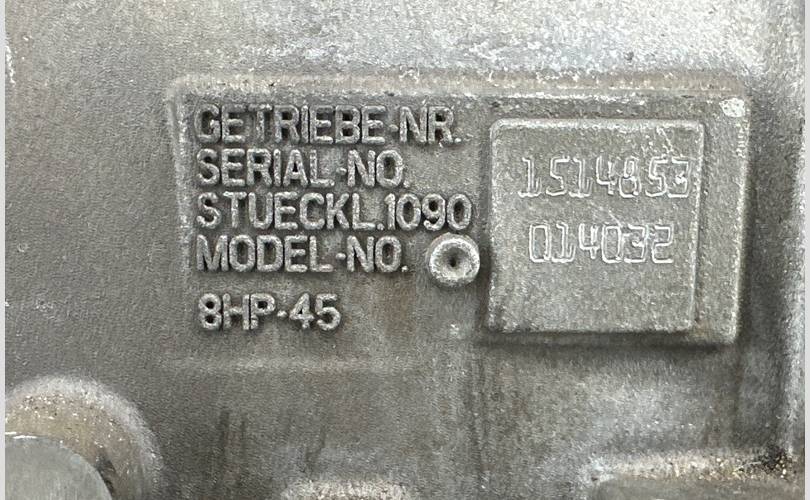 GETRIEBE-NR.
SERIAL-NO. 1514853
STUECKL.1090
MODEL-NO. 014032
8HP-45